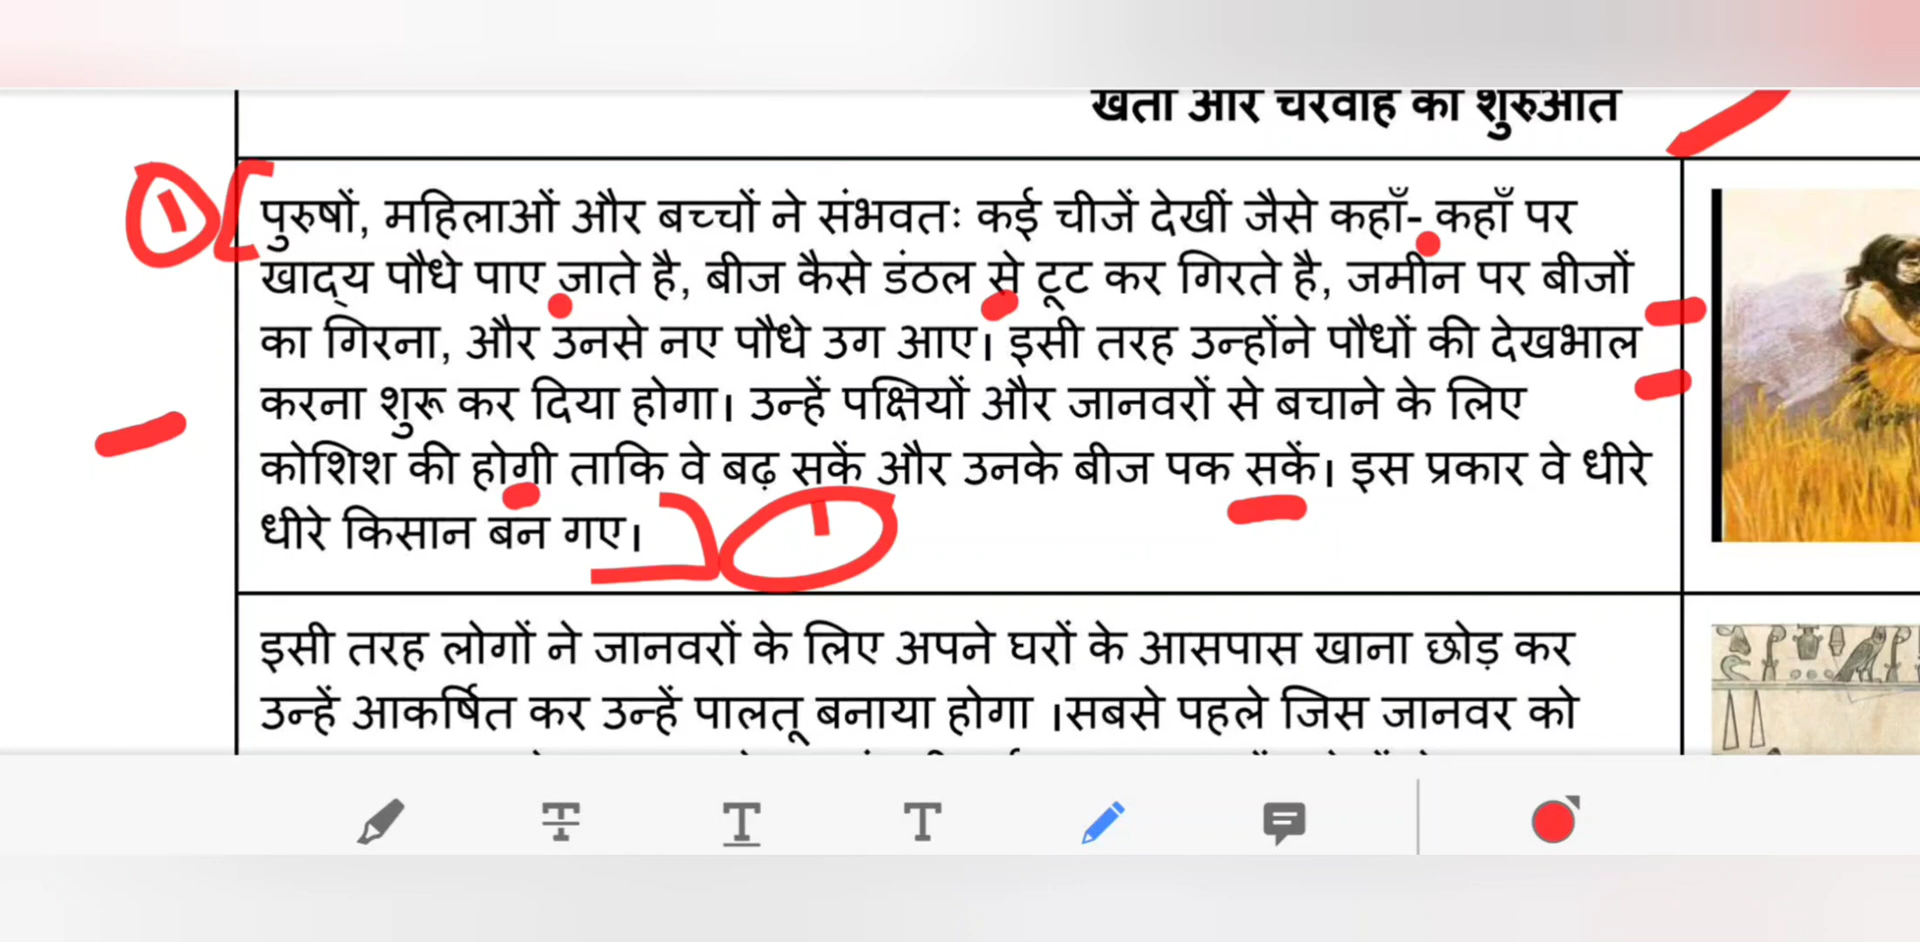 खेती और चरवाहे की शुरुआत
पुरुषों, महिलाओं और बच्चों ने संभवतः कई चीजें देखीं जैसे कहाँ- कहाँ पर
खाद्य पौधे पाए जाते है, बीज कैसे डंठल से टूट कर गिरते है, जमीन पर बीजों
का गिरना, और उनसे नए पौधे उग आए। इसी तरह उन्होंने पौधों की देखभाल
करना शुरू कर दिया होगा। उन्हें पक्षियों और जानवरों से बचाने के लिए
कोशिश की होगी ताकि वे बढ़ सकें और उनके बीज पक सकें। इस प्रकार वे धीरे
धीरे किसान बन गए।
इसी तरह लोगों ने जानवरों के लिए अपने घरों के आसपास खाना छोड़ कर
उन्हें आकर्षित कर उन्हें पालतू बनाया होगा ।सबसे पहले जिस जानवर को